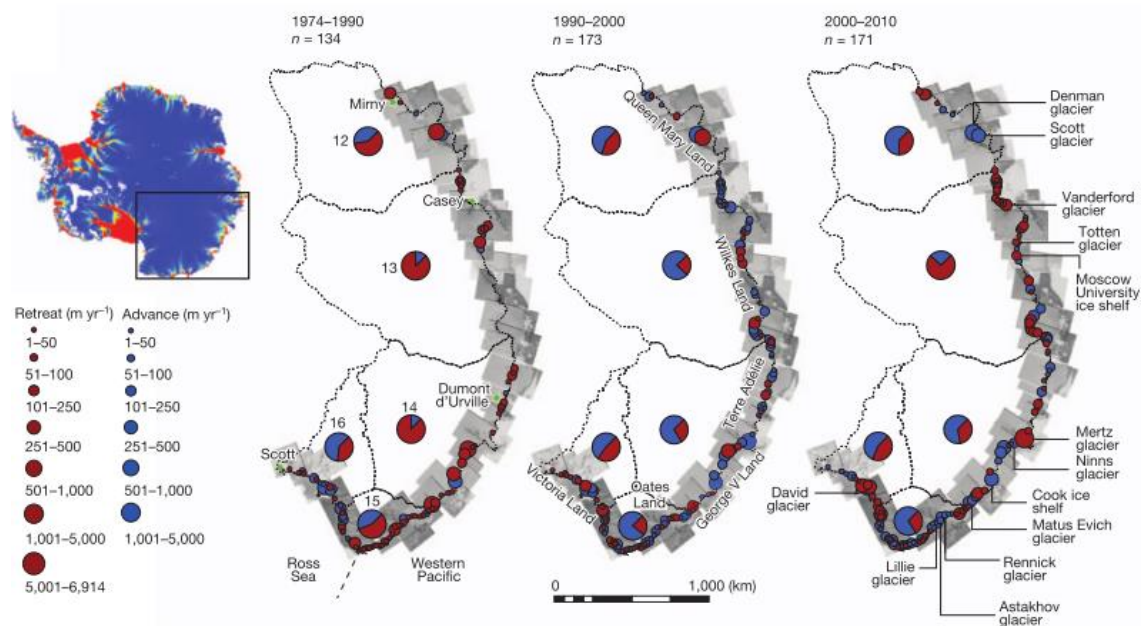 1974–1990
n = 134
1990–2000
n = 173
2000–2010
n = 171
Mirny
12
Casey
13
Dumont
d'Urville
14
16
Scott
15
Ross
Sea
Western
Pacific
Queen Mary Land
Wilkes Land
Terre Adélie
George V Land
Oates
Land
Victoria Land
Denman
glacier
Scott
glacier
Vanderford
glacier
Totten
glacier
Moscow
University
ice shelf
Mertz
glacier
Ninns
glacier
Cook ice
shelf
Matus Evich
glacier
Rennick
glacier
Astakhov
glacier
Lillie
glacier
David
glacier
Retreat (m yr⁻¹) Advance (m yr⁻¹)
1–50 1–50
51–100 51–100
101–250 101–250
251–500 251–500
501–1,000 501–1,000
1,001–5,000 1,001–5,000
5,001–6,914
0 1,000 (km)